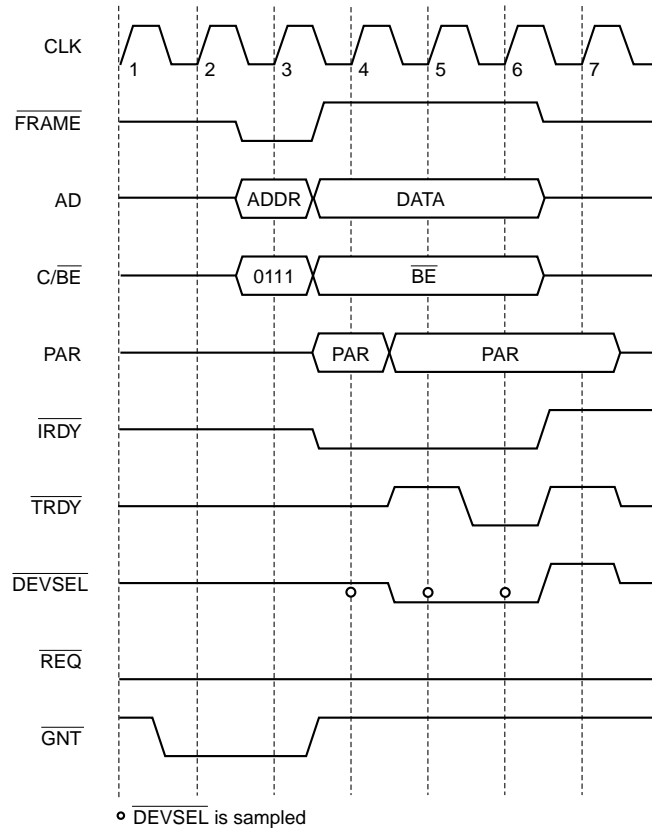 CLK
1 2 3 4 5 6 7
FRAME
AD ADDR DATA
C/BE 0111 BE
PAR PAR PAR
IRDY
TRDY
DEVSEL
REQ
GNT
DEVSEL is sampled